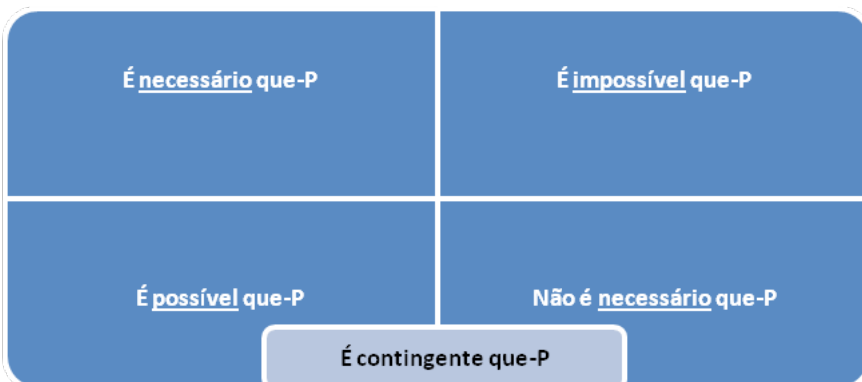 É necessário que-P
É impossível que-P
É possível que-P
Não é necessário que-P
É contingente que-P